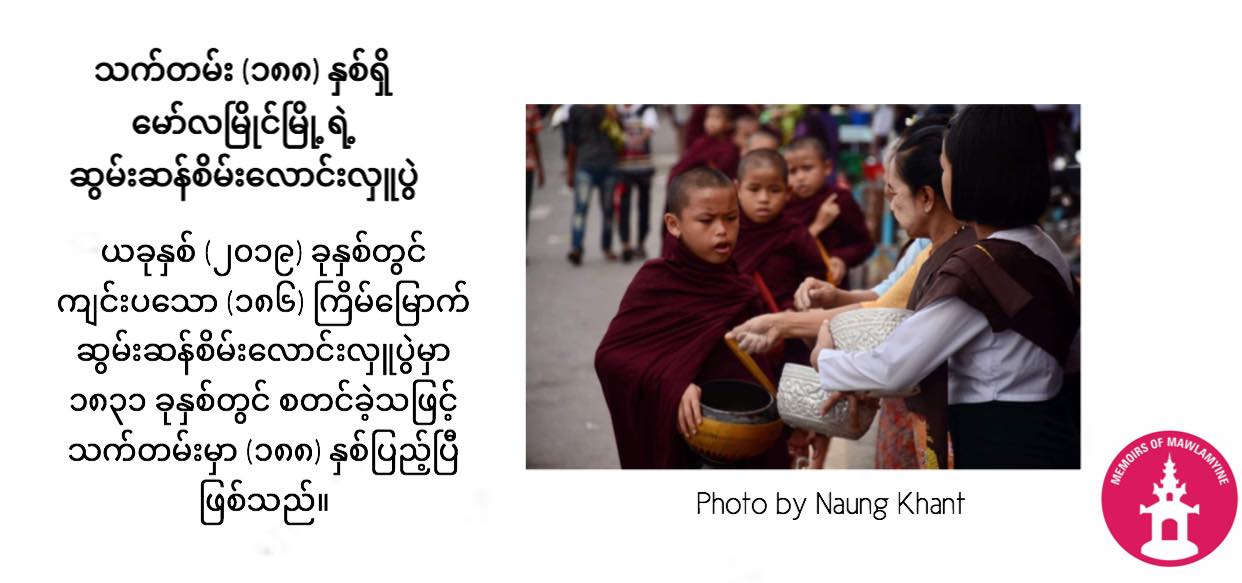 သက်တမ်း (၁၈၈) နှစ်ရှိ
မော်လမြိုင်မြို့ရဲ့
ဆွမ်းဆန်စိမ်းလောင်းလှူပွဲ
ယခုနှစ် (၂၀၁၉) ခုနှစ်တွင်
ကျင်းပသော (၁၈၆) ကြိမ်မြောက်
ဆွမ်းဆန်စိမ်းလောင်းလှူပွဲမှာ
၁၈၃၁ ခုနှစ်တွင် စတင်ခဲ့သဖြင့်
သက်တမ်းမှာ (၁၈၈) နှစ်ပြည့်ပြီ
ဖြစ်သည်။
Photo by Naung Khant
MEMOIRS OF MAWLAMYINE